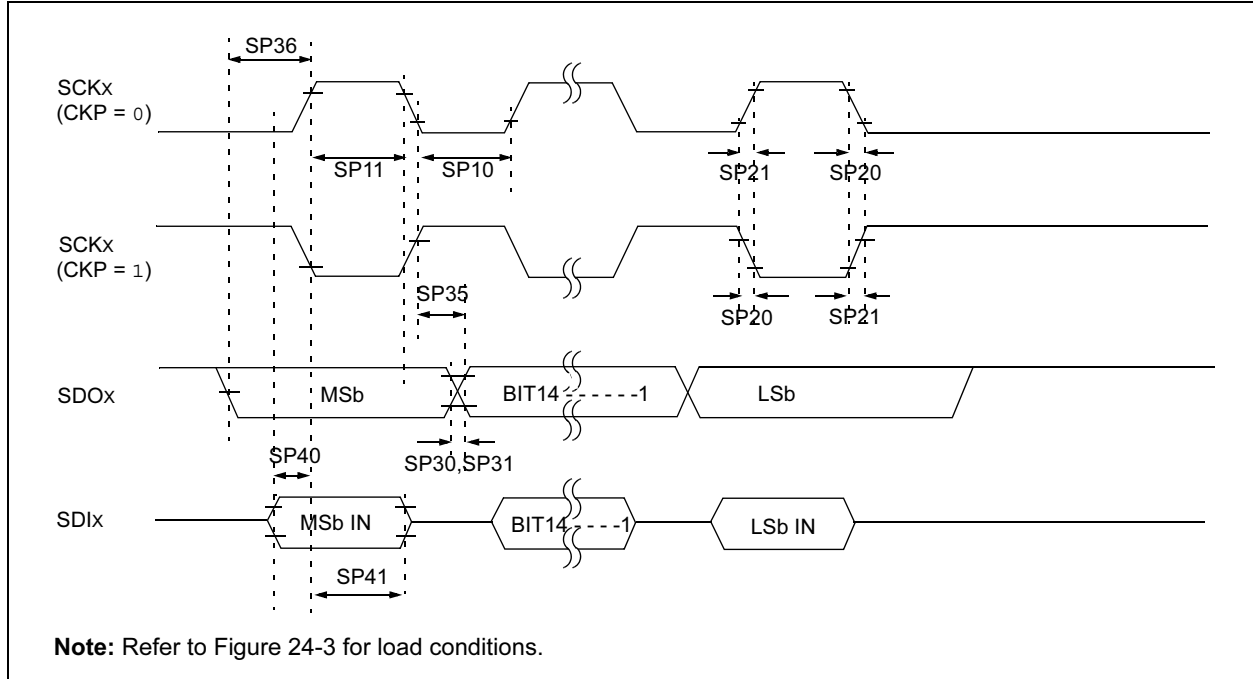 SP36
SCKx
(CKP = 0)
SP11
SP10
SP21
SP20
SCKx
(CKP = 1)
SP35
SP20
SP21
SDOx
MSb
BIT14 - - - - - -1
LSb
SP40
SP30,SP31
SDIx
MSb IN
BIT14 - - - - -1
LSb IN
SP41
Note: Refer to Figure 24-3 for load conditions.